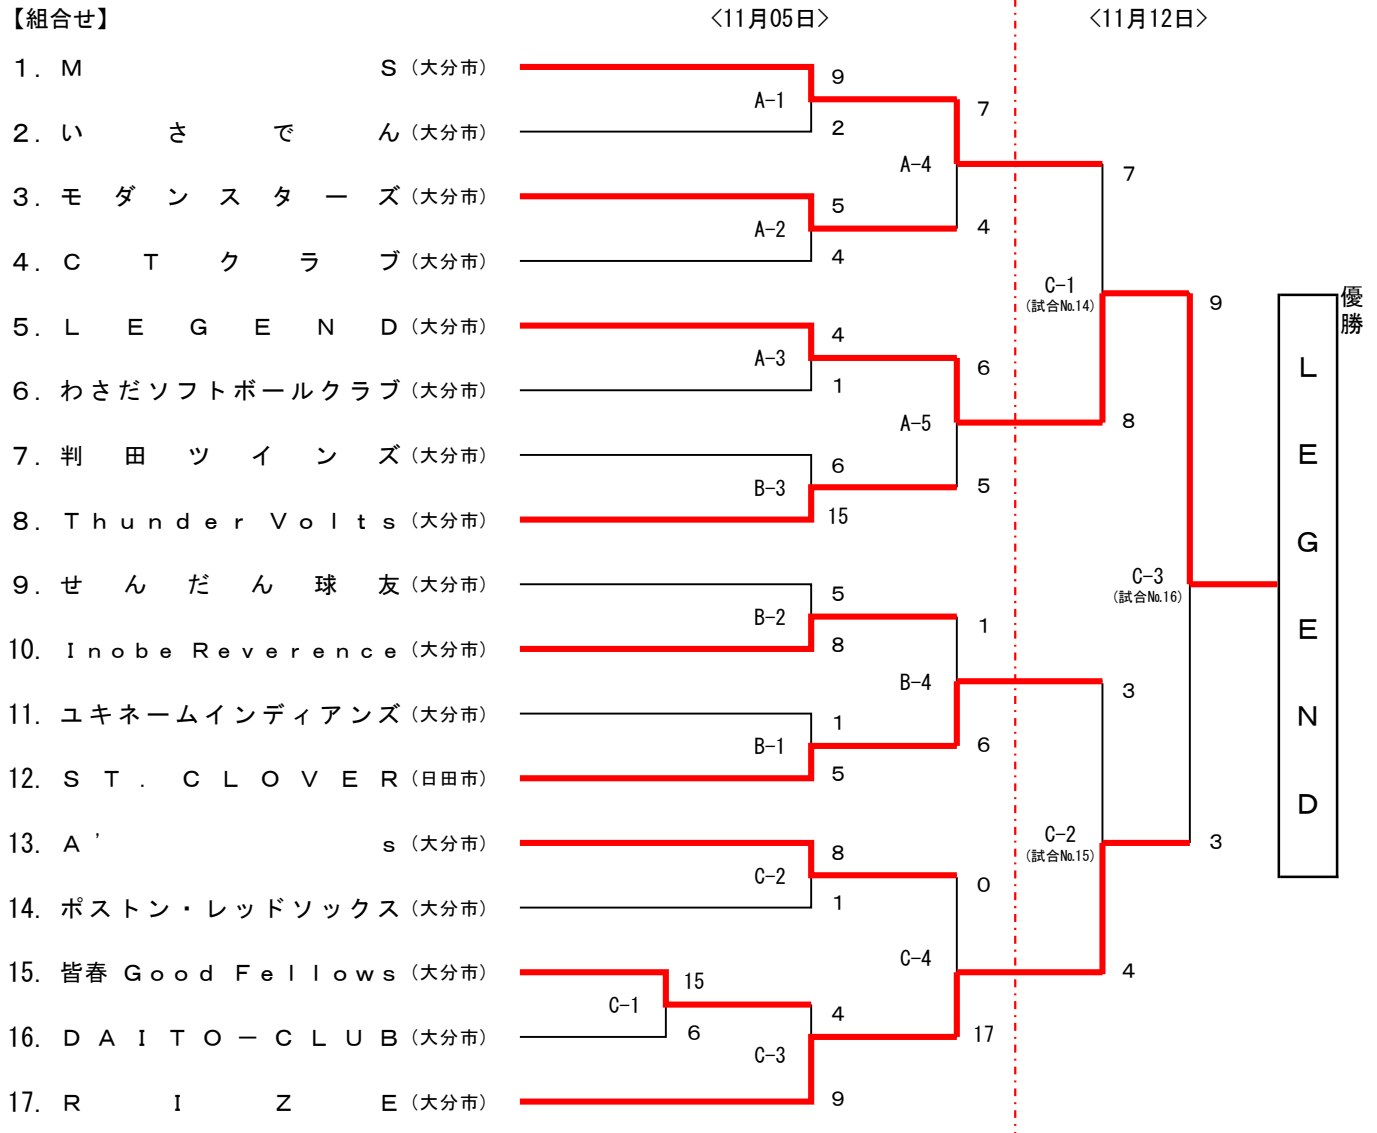 【組合せ】 <11月05日> <11月12日>
1. M S (大分市)
9
A-1
7
2
2. い さ で ん (大分市)
A-4
7
3. モ ダ ン ス タ ー ズ (大分市)
5
A-2
4
4
4. C T ク ラ ブ (大分市)
C-1
(試合No.14)
9
優勝
5. L E G E N D (大分市)
4
A-3
6
1
6. わさだソフトボールクラブ (大分市)
A-5
8
7. 判 田 ツ イ ン ズ (大分市)
6
B-3
5
15
8. Thunder Volts (大分市)
LEGEND
9. せ ん だ ん 球 友 (大分市)
5
C-3
(試合No.16)
B-2
1
8
10. Inobe Reverence (大分市)
B-4
3
11. ユキネームインディアンズ (大分市)
1
B-1
6
5
12. ST. CLOVER (日田市)
C-2
(試合No.15)
3
13. A's (大分市)
8
C-2
0
1
14. ポストン・レッドソックス (大分市)
C-4
4
15. 皆春 Good Fellows (大分市)
15
C-1
4
6
17
16. DAITO-CLUB (大分市)
C-3
9
17. R I Z E (大分市)